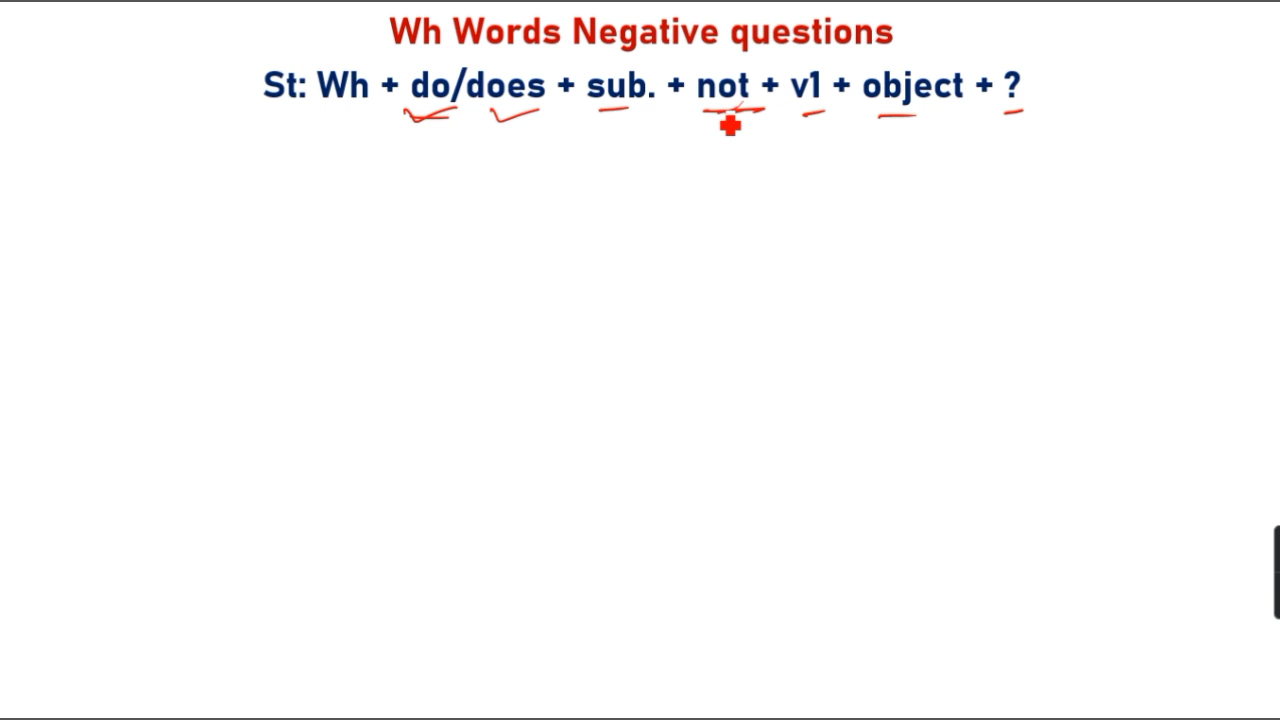 Wh Words Negative questions
St: Wh + do/does + sub. + not + v1 + object + ?